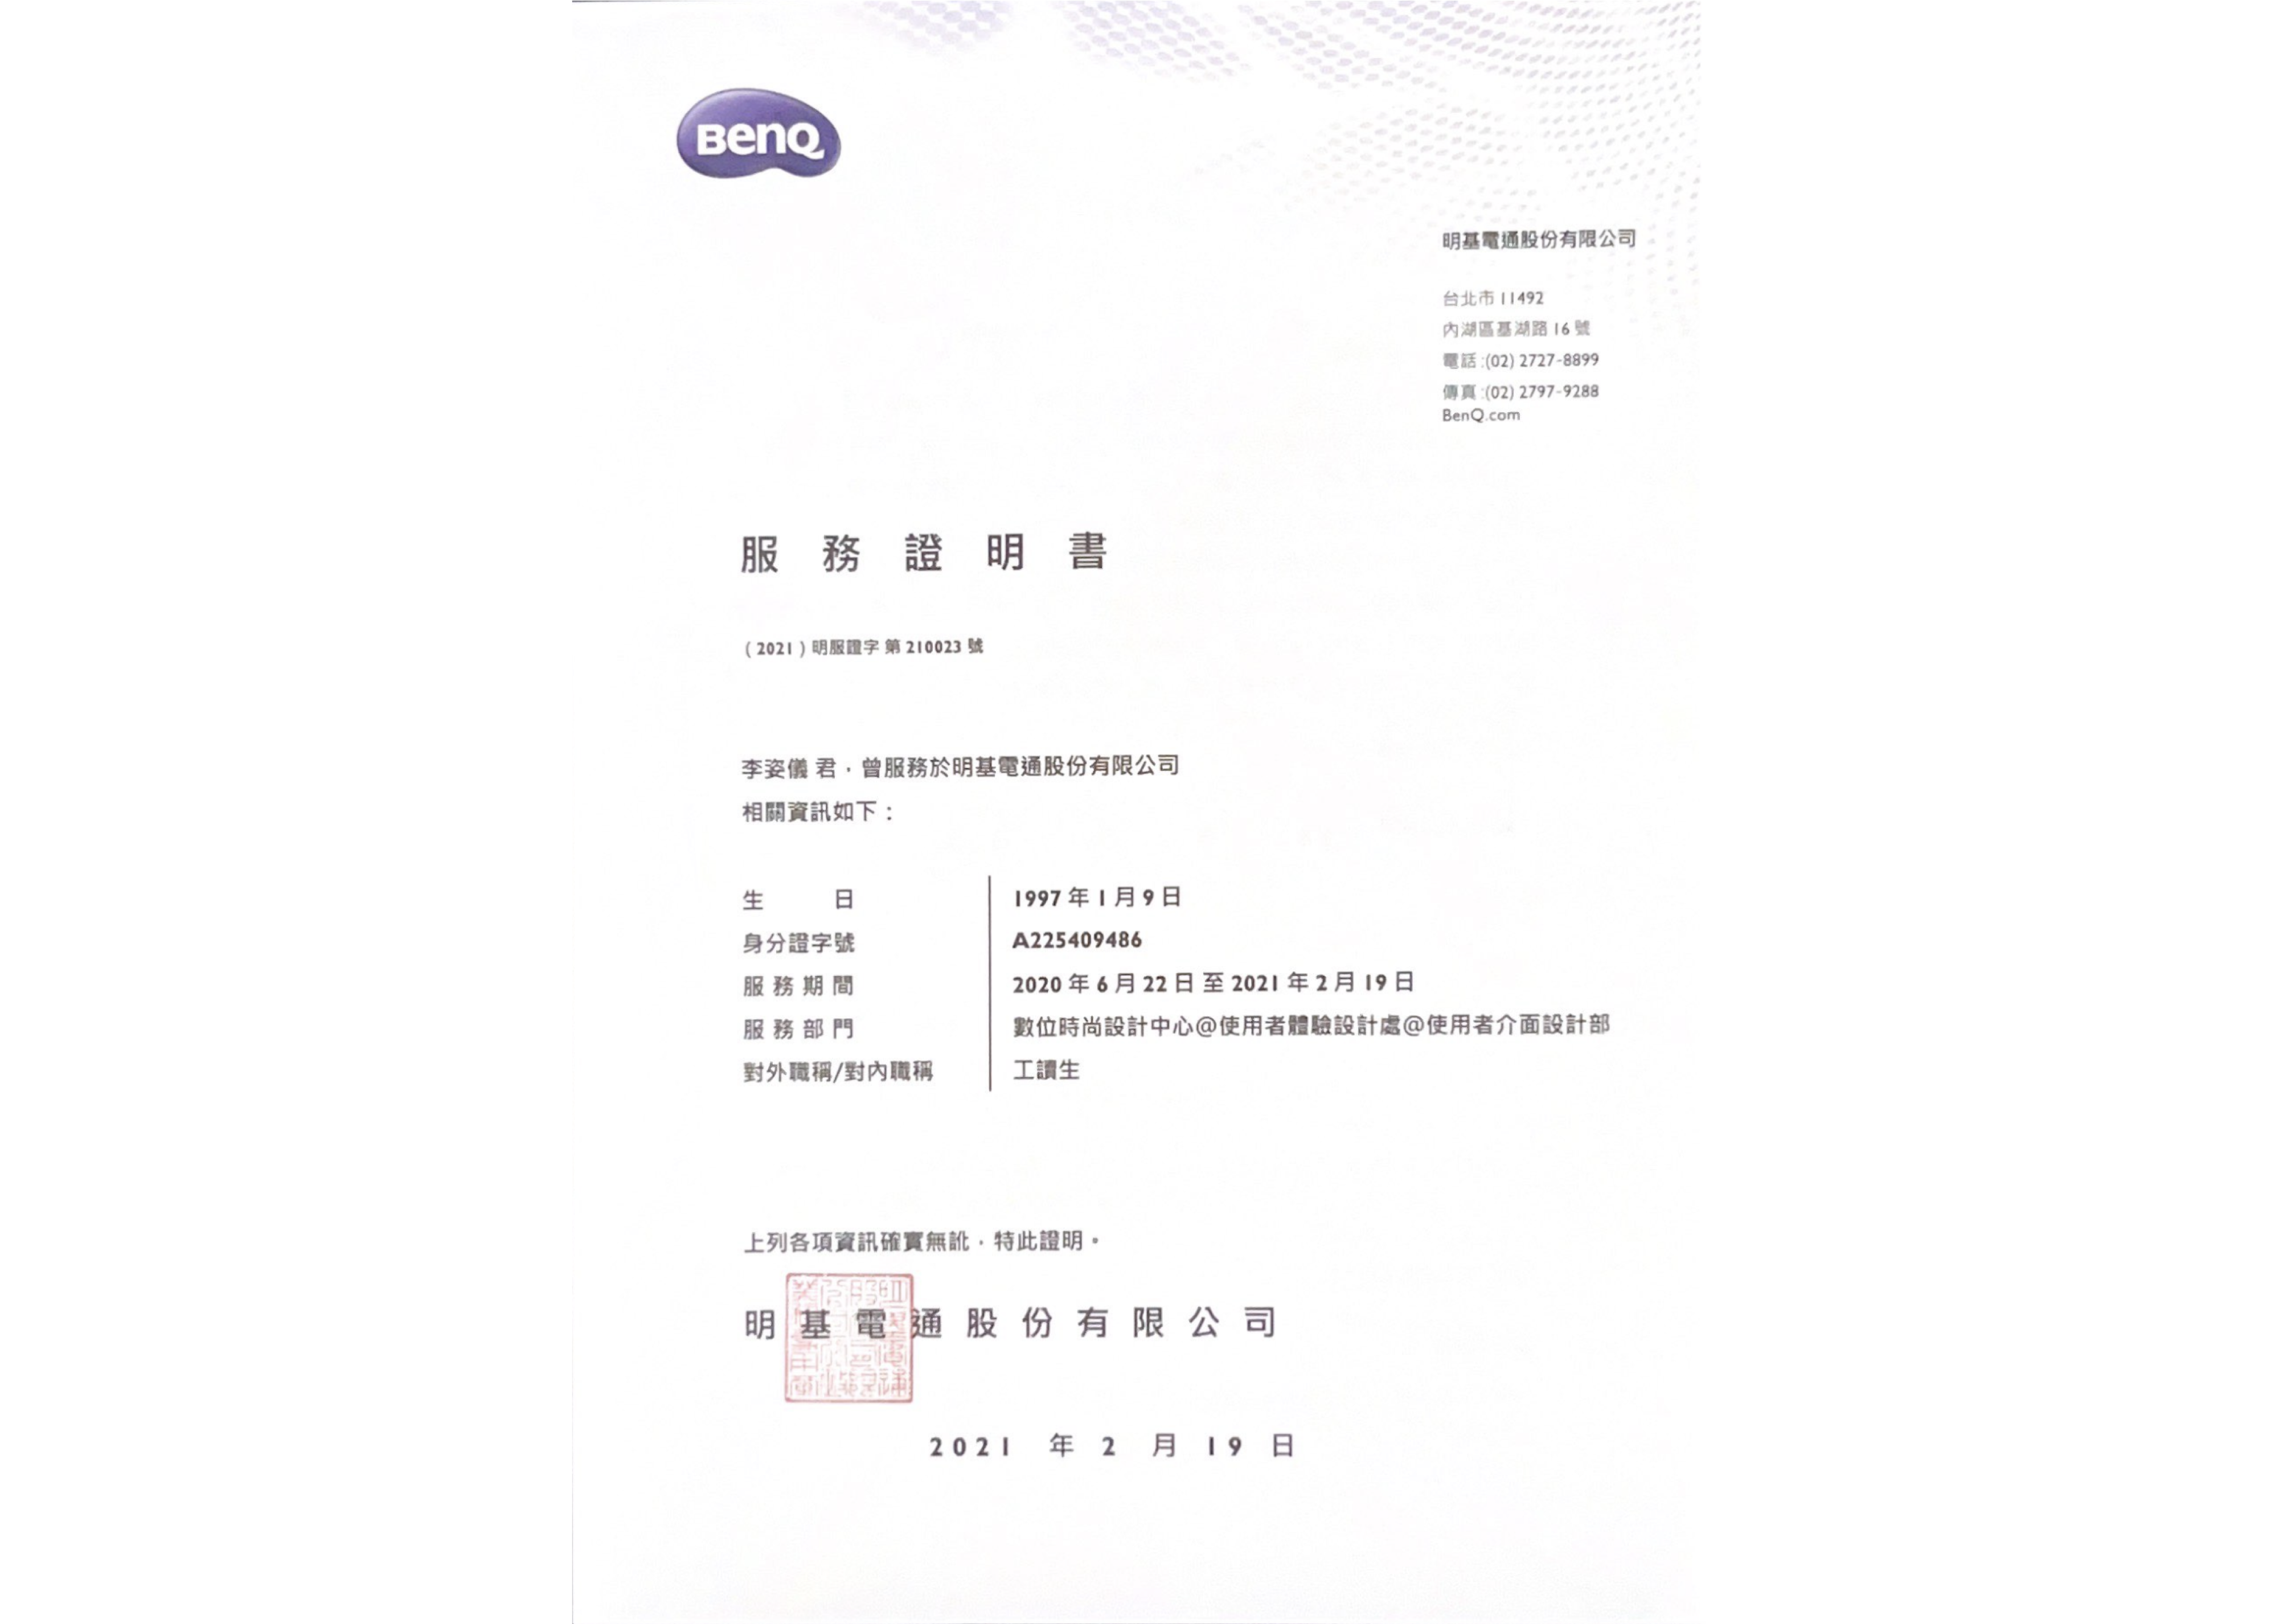 BenQ
明基電通股份有限公司
台北市 11492
內湖區基湖路 16 號
電話 :(02) 2727-8899
傳真 :(02) 2797-9288
BenQ.com
服務證明書
( 2021 ) 明服證字 第 210023 號
李姿儀 君，曾服務於明基電通股份有限公司
相關資訊如下：
生日 1997 年 1 月 9 日
身分證字號 A225409486
服務期間 2020 年 6 月 22 日 至 2021 年 2 月 19 日
服務部門 數位時尚設計中心@使用者體驗設計處@使用者介面設計部
對外職稱/對內職稱 工讀生
上列各項資訊確實無訛，特此證明。
明基電通股份有限公司
2021 年 2 月 19 日